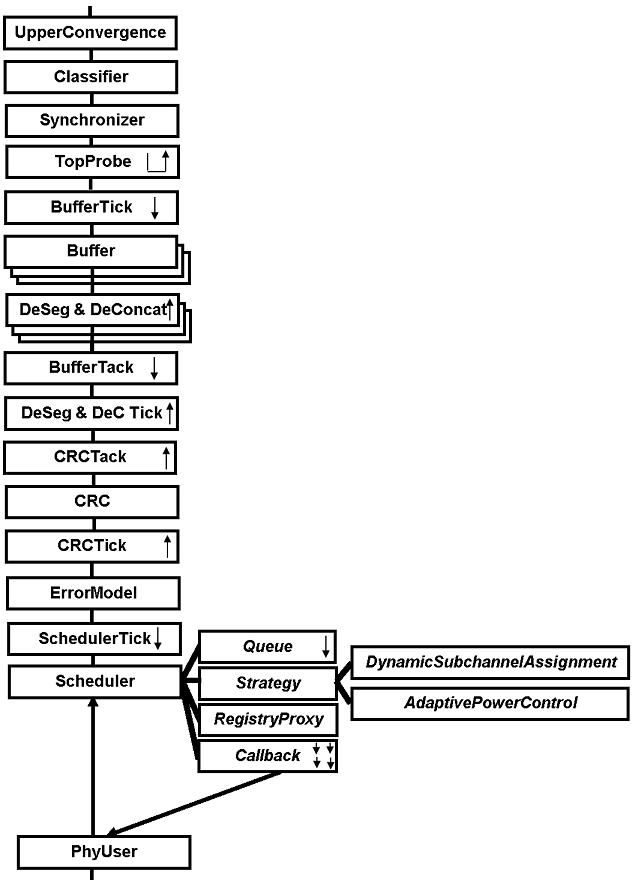 UpperConvergence
Classifier
Synchronizer
TopProbe
BufferTick
Buffer
DeSeg & DeConcat
BufferTack
DeSeg & DeC Tick
CRCTack
CRC
CRCTick
ErrorModel
SchedulerTick
Scheduler
Queue
Strategy
RegistryProxy
Callback
DynamicSubchannelAssignment
AdaptivePowerControl
PhyUser